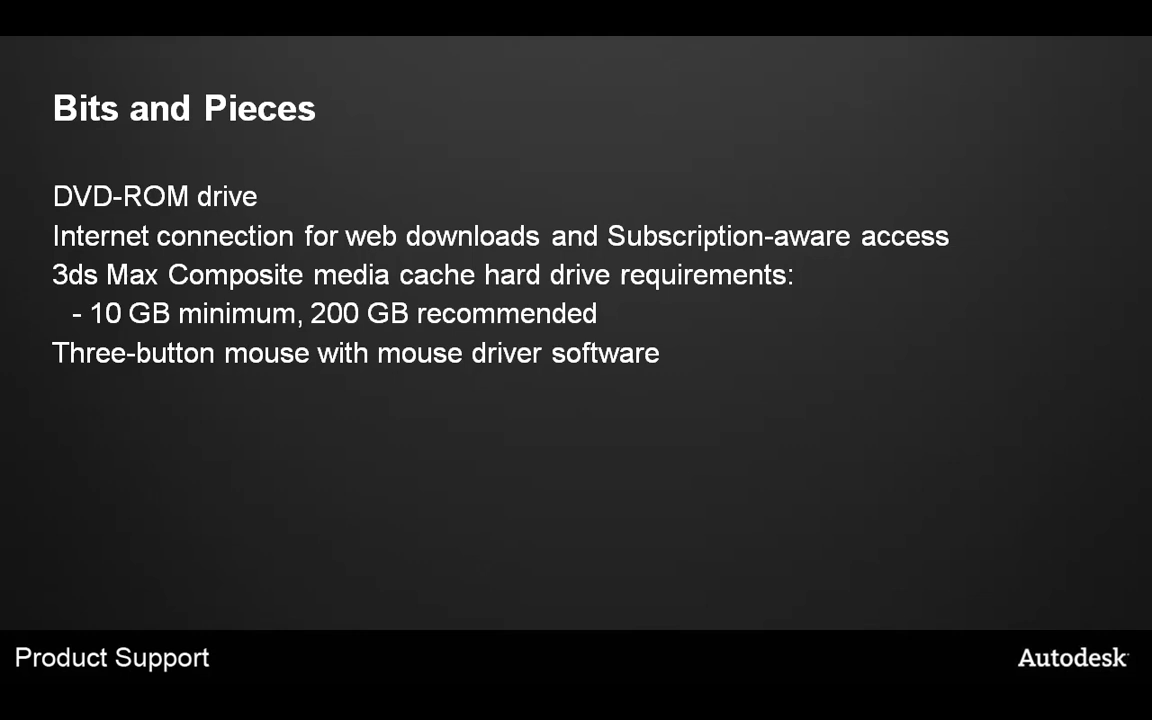 Bits and Pieces
DVD-ROM drive
Internet connection for web downloads and Subscription-aware access
3ds Max Composite media cache hard drive requirements:
- 10 GB minimum, 200 GB recommended
Three-button mouse with mouse driver software
Product Support
Autodesk